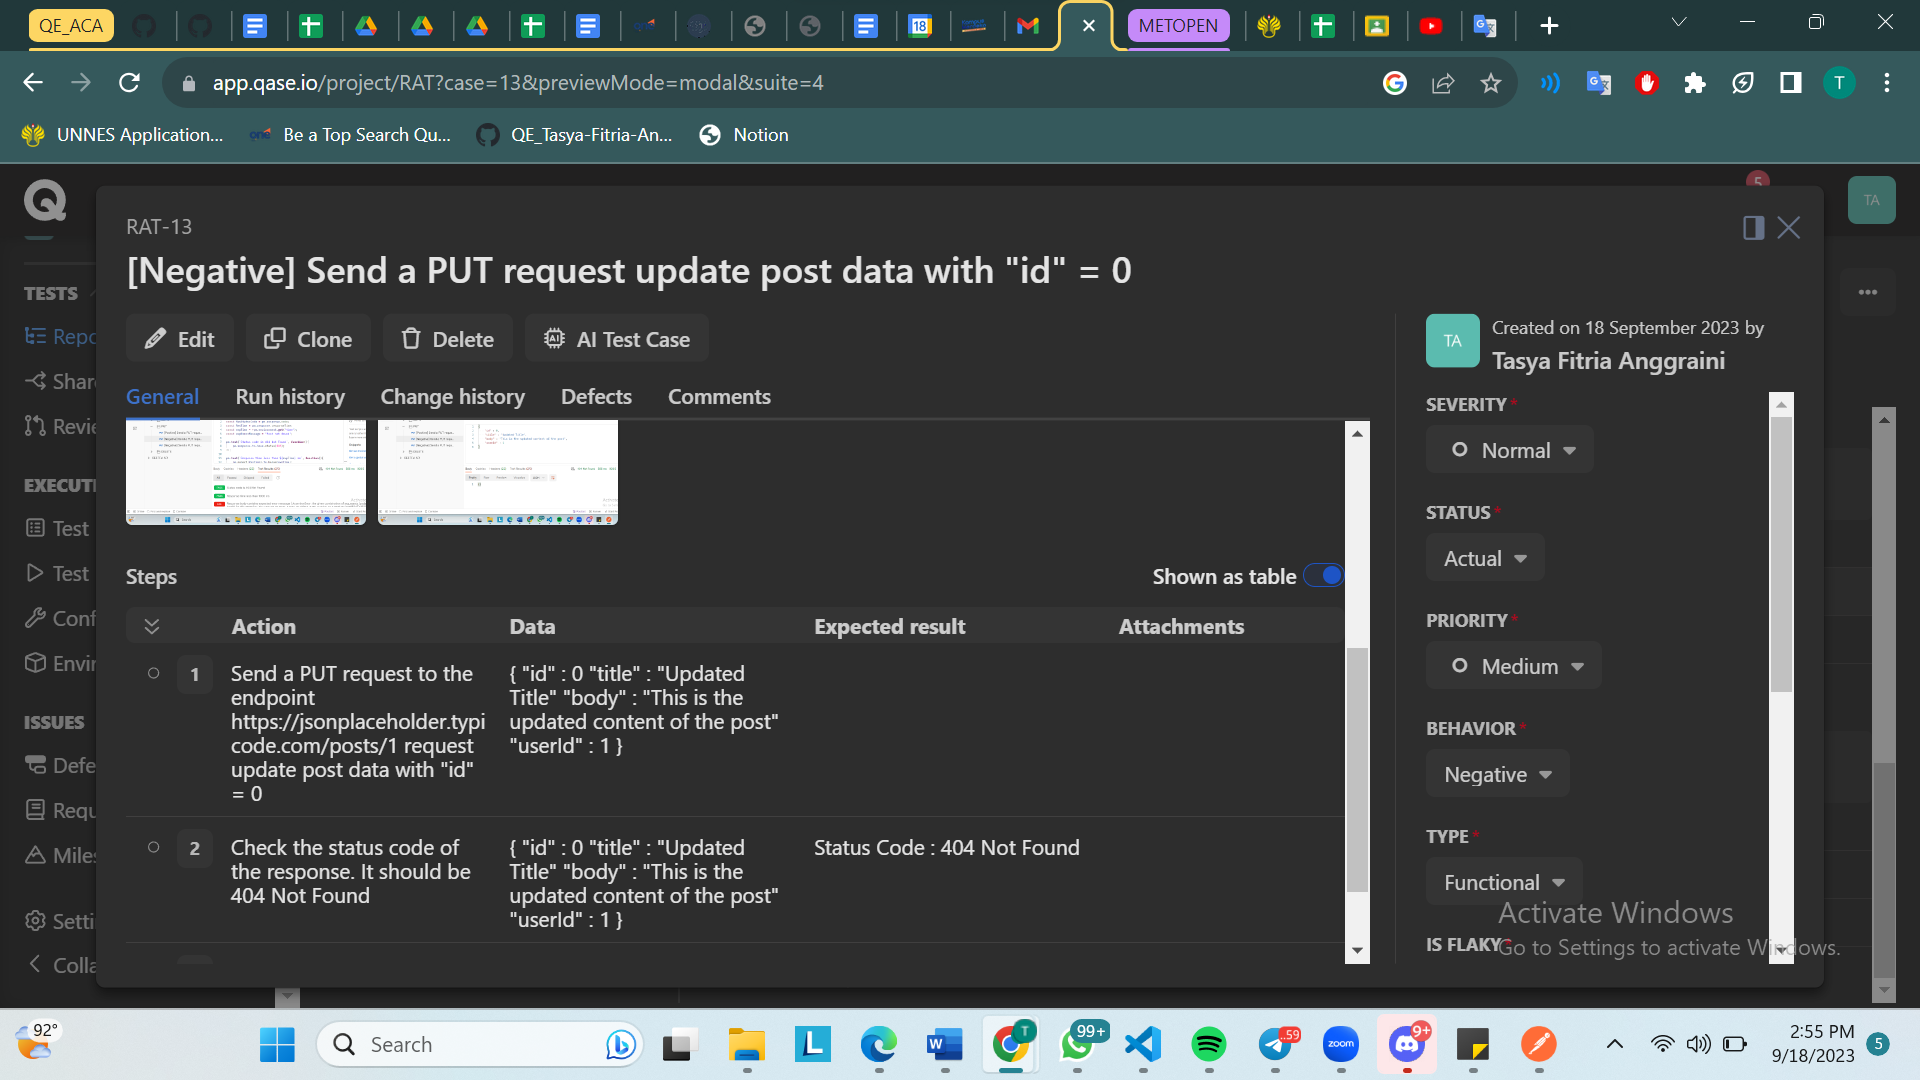 QE_ACA
METOPEN
app.qase.io/project/RAT?case=13&previewMode=modal&suite=4
T
UNNES Application...
Be a Top Search Qu...
QE_Tasya-Fitria-An...
Notion
5
TA
RAT-13
[Negative] Send a PUT request update post data with "id" = 0
Edit
Clone
Delete
AI Test Case
General
Run history
Change history
Defects
Comments
TA
Created on 18 September 2023 by
Tasya Fitria Anggraini
TESTS
Repo
Shar
Revie
EXECUTI
Test
Test
Conf
Envir
ISSUES
Defe
Requ
Miles
Setti
Colla
Steps
Shown as table
Action
Data
Expected result
Attachments
1
Send a PUT request to the
endpoint
https://jsonplaceholder.typi
code.com/posts/1 request
update post data with "id"
= 0
{ "id" : 0 "title" : "Updated
Title" "body" : "This is the
updated content of the post"
"userId" : 1 }
2
Check the status code of
the response. It should be
404 Not Found
{ "id" : 0 "title" : "Updated
Title" "body" : "This is the
updated content of the post"
"userId" : 1 }
Status Code : 404 Not Found
SEVERITY*
Normal
STATUS*
Actual
PRIORITY*
Medium
BEHAVIOR*
Negative
TYPE*
Functional
IS FLAKY*
Activate Windows
Go to Settings to activate Windows.
92°
Search
T
99+
.59
zoom
9+
2:55 PM
9/18/2023
5